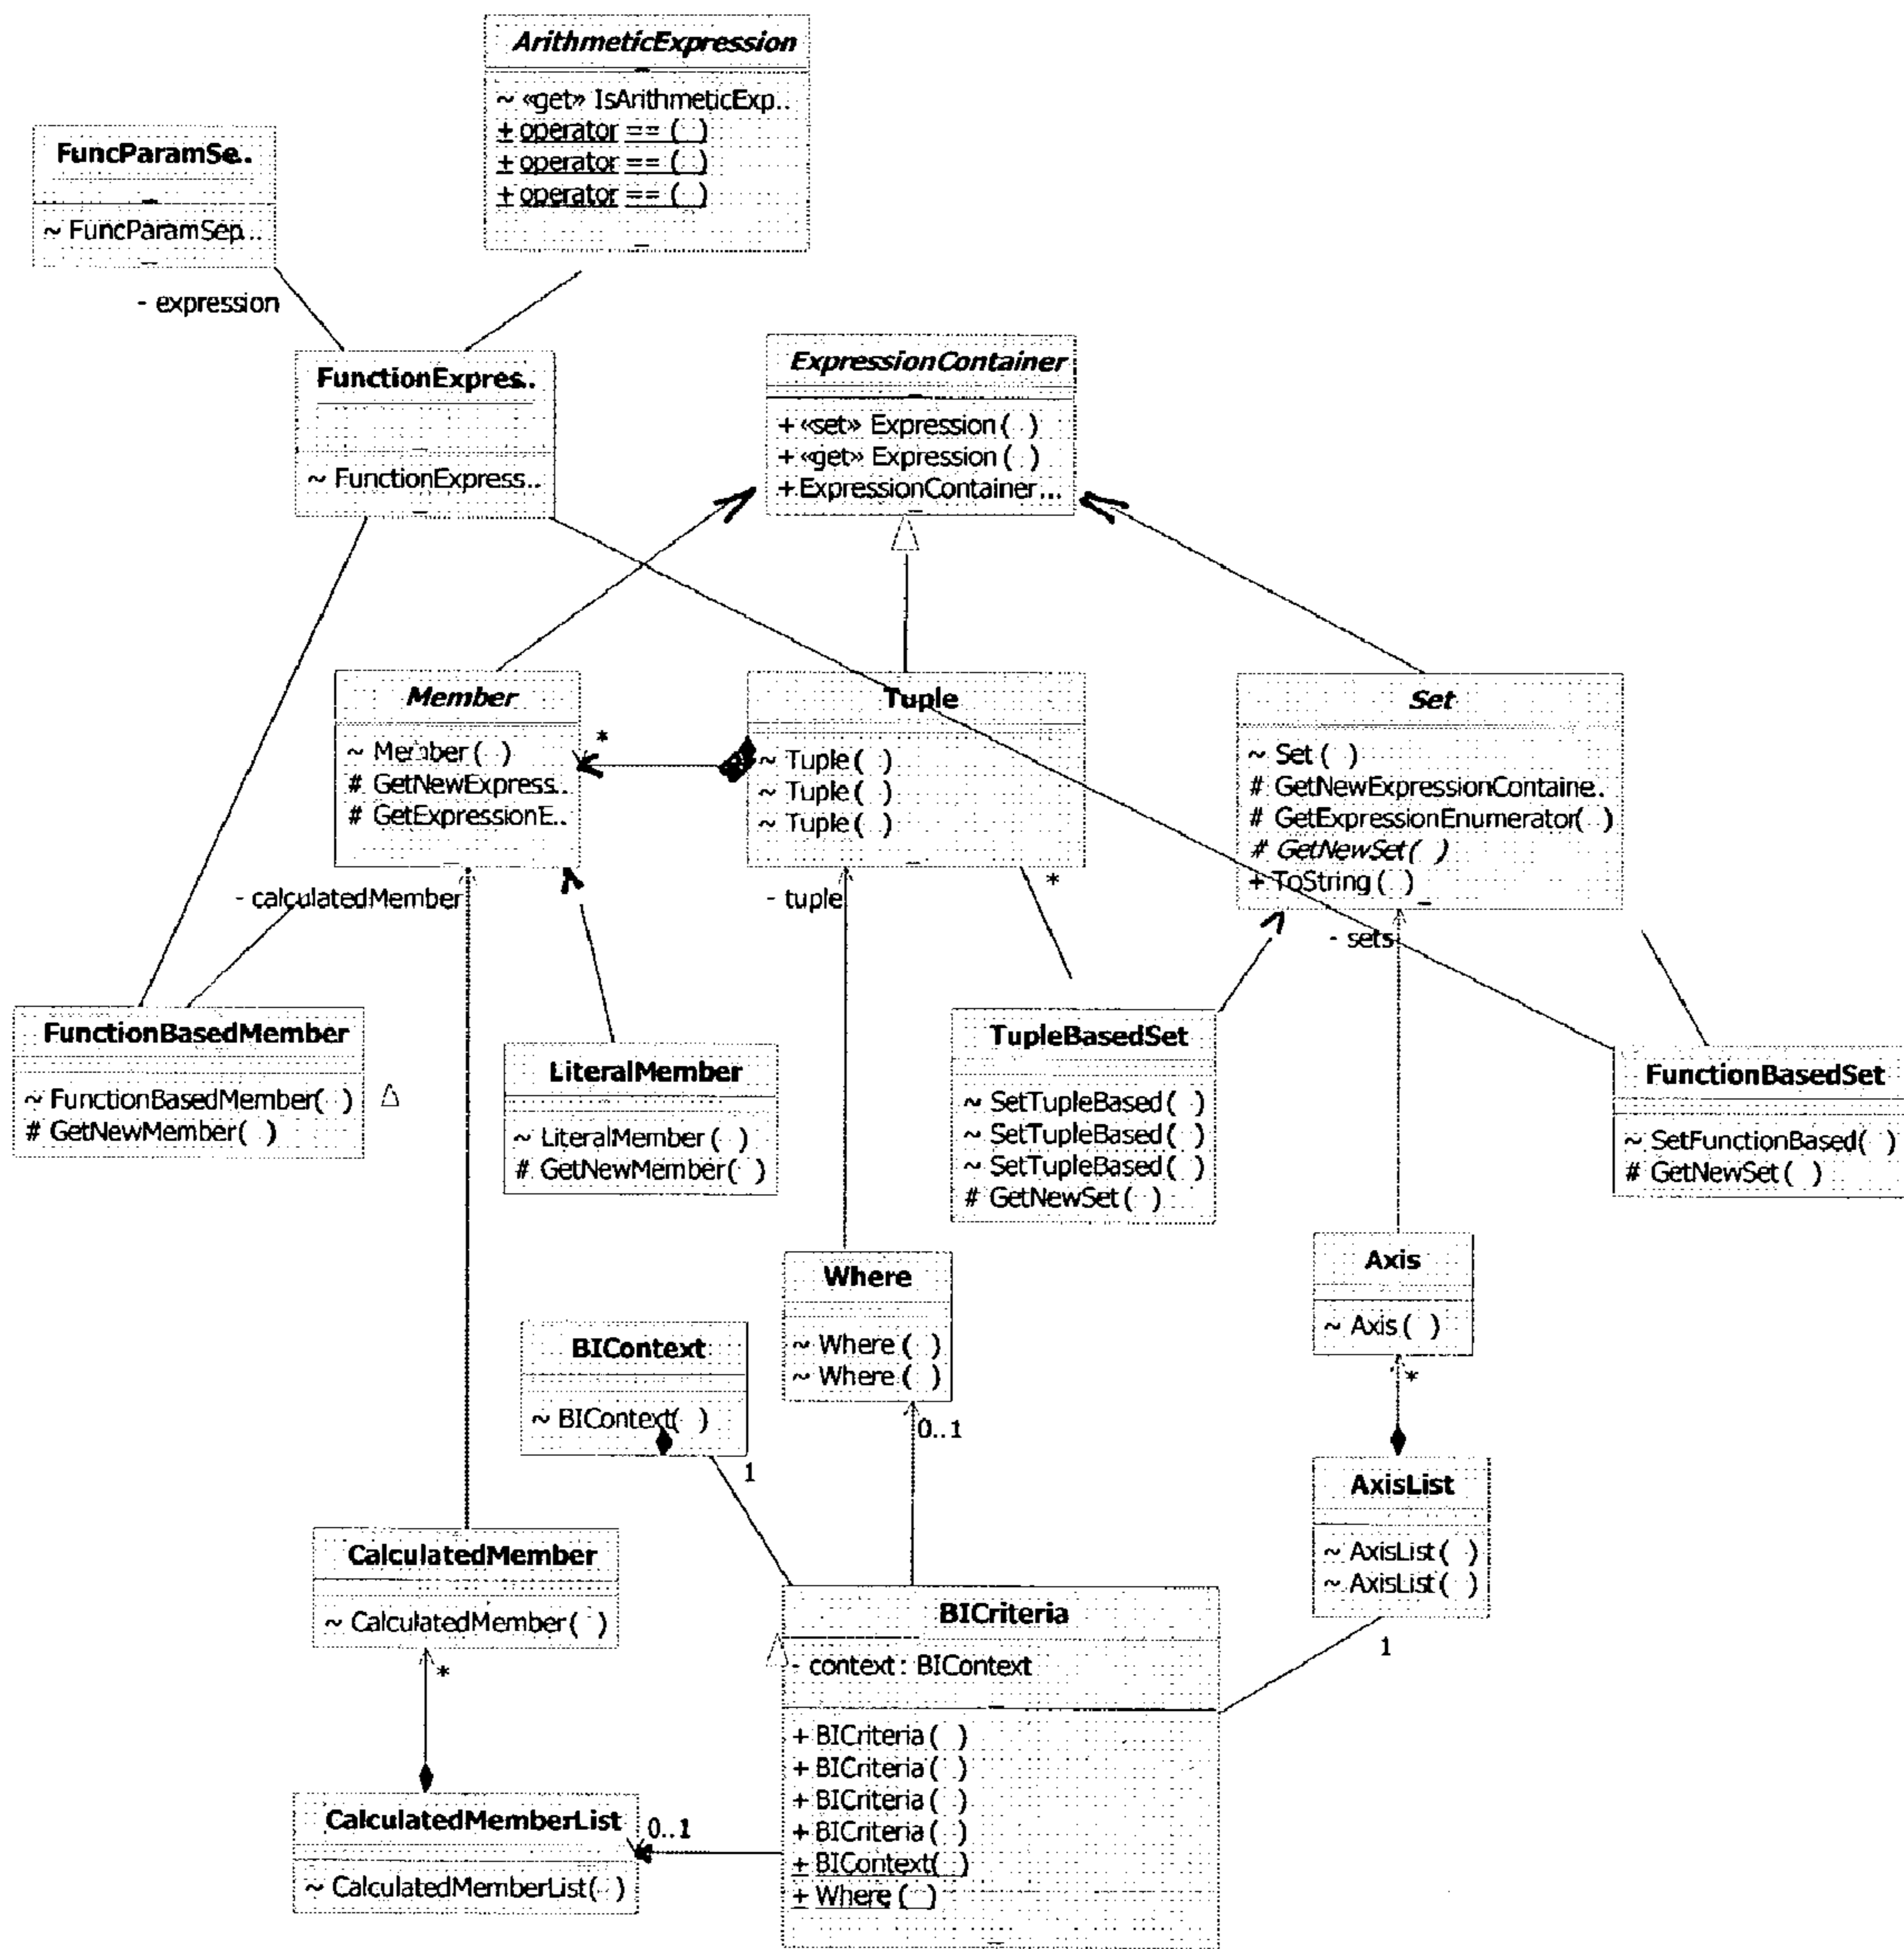 ArithmeticExpression
~ «get» IsArithmeticExp..
+ operator == ( )
+ operator == ( )
+ operator == ( )
FuncParamSe..
~ FuncParamSep...
- expression
FunctionExpres..
~ FunctionExpress..
ExpressionContainer
+ «set» Expression ( )
+ «get» Expression ( )
+ ExpressionContainer...
Member
~ Member ( )
# GetNewExpress..
# GetExpressionE..
*
Tuple
~ Tuple ( )
~ Tuple ( )
~ Tuple ( )
*
Set
~ Set ( )
# GetNewExpressionContaine..
# GetExpressionEnumerator( )
# GetNewSet( )
+ ToString ( )
- calculatedMember
- tuple
- sets
FunctionBasedMember
~ FunctionBasedMember( )
# GetNewMember( )
LiteralMember
~ LiteralMember ( )
# GetNewMember( )
TupleBasedSet
~ SetTupleBased ( )
~ SetTupleBased ( )
~ SetTupleBased ( )
# GetNewSet ( )
FunctionBasedSet
~ SetFunctionBased( )
# GetNewSet ( )
Where
~ Where ( )
~ Where ( )
0..1
Axis
~ Axis ( )
*
BIContext
~ BIContext( )
1
AxisList
~ AxisList ( )
~ AxisList ( )
1
CalculatedMember
~ CalculatedMember ( )
*
BICriteria
- context : BIContext
+ BICriteria ( )
+ BICriteria ( )
+ BICriteria ( )
+ BICriteria ( )
+ BIContext( )
+ Where ( )
CalculatedMemberList
~ CalculatedMemberList( )
0..1